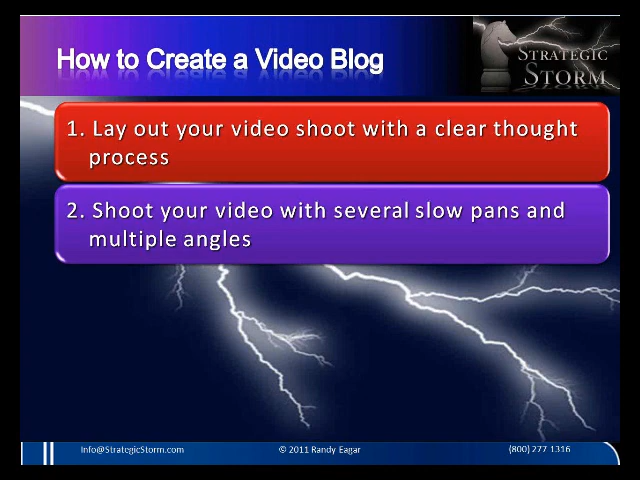 How to Create a Video Blog
STRATEGIC
STORM
1. Lay out your video shoot with a clear thought
process
2. Shoot your video with several slow pans and
multiple angles
Info@StrategicStorm.com
© 2011 Randy Eagar
(800) 277 1316